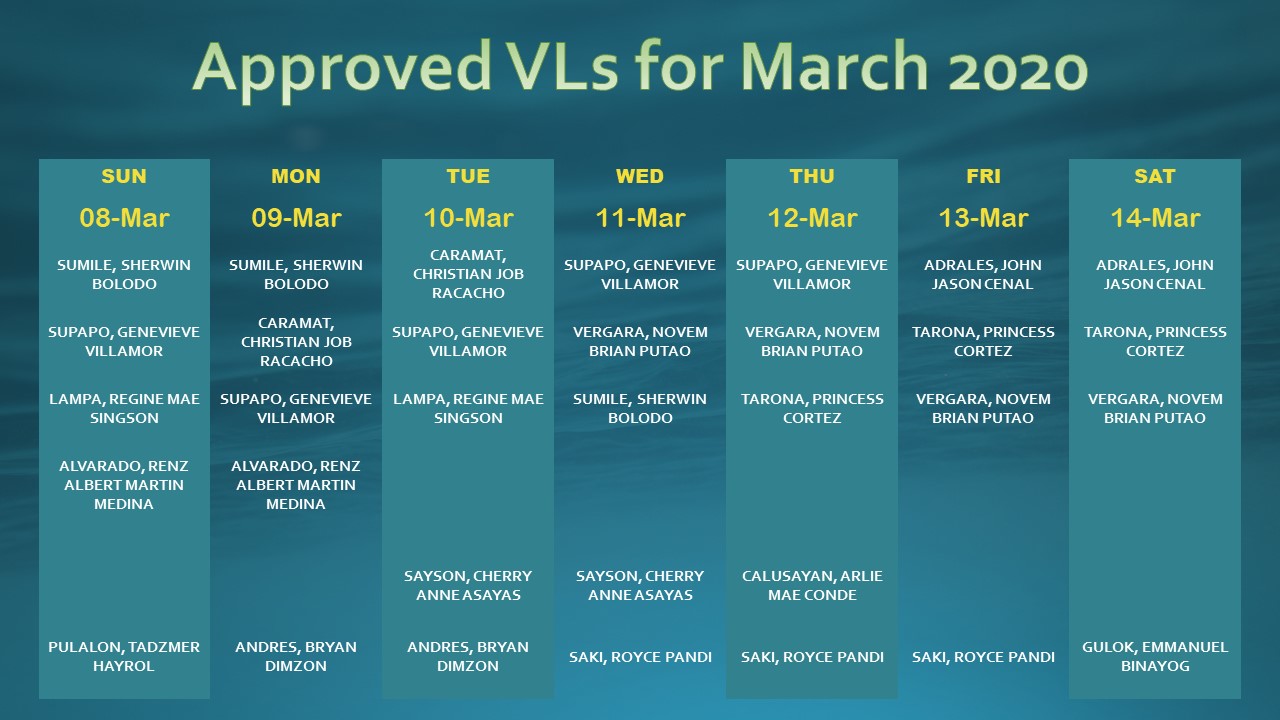 Approved VLs for March 2020
SUN
08-Mar
SUMILE, SHERWIN
BOLODO
SUPAPO, GENEVIEVE
VILLAMOR
LAMPA, REGINE MAE
SINGSON
ALVARADO, RENZ
ALBERT MARTIN
MEDINA
PULALON, TADZMER
HAYROL
MON
09-Mar
SUMILE, SHERWIN
BOLODO
CARAMAT,
CHRISTIAN JOB
RACACHO
SUPAPO, GENEVIEVE
VILLAMOR
ALVARADO, RENZ
ALBERT MARTIN
MEDINA
ANDRES, BRYAN
DIMZON
TUE
10-Mar
CARAMAT,
CHRISTIAN JOB
RACACHO
SUPAPO, GENEVIEVE
VILLAMOR
LAMPA, REGINE MAE
SINGSON
SAYSON, CHERRY
ANNE ASAYAS
ANDRES, BRYAN
DIMZON
WED
11-Mar
SUPAPO, GENEVIEVE
VILLAMOR
VERGARA, NOVEM
BRIAN PUTAO
SUMILE, SHERWIN
BOLODO
SAYSON, CHERRY
ANNE ASAYAS
SAKI, ROYCE PANDI
THU
12-Mar
SUPAPO, GENEVIEVE
VILLAMOR
VERGARA, NOVEM
BRIAN PUTAO
TARONA, PRINCESS
CORTEZ
CALUSAYAN, ARLIE
MAE CONDE
SAKI, ROYCE PANDI
FRI
13-Mar
ADRALES, JOHN
JASON CENAL
TARONA, PRINCESS
CORTEZ
VERGARA, NOVEM
BRIAN PUTAO
SAKI, ROYCE PANDI
SAT
14-Mar
ADRALES, JOHN
JASON CENAL
TARONA, PRINCESS
CORTEZ
VERGARA, NOVEM
BRIAN PUTAO
GULOK, EMMANUEL
BINAYOG